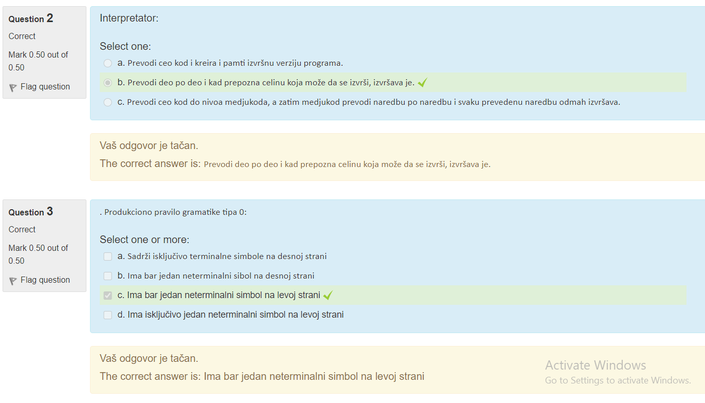 Question 2
Correct
Mark 0.50 out of
0.50
Flag question
Interpretator:
Select one:
a. Prevodi ceo kod i kreira i pamti izvršnu verziju programa.
b. Prevodi deo po deo i kad prepozna celinu koja može da se izvrši, izvršava je.
c. Prevodi ceo kod do nivoa medjukoda, a zatim medjukod prevodi naredbu po naredbu i svaku prevedenu naredbu odmah izvršava.
Vaš odgovor je tačan.
The correct answer is: Prevodi deo po deo i kad prepozna celinu koja može da se izvrši, izvršava je.
Question 3
Correct
Mark 0.50 out of
0.50
Flag question
. Produkciono pravilo gramatike tipa 0:
Select one or more:
a. Sadrži isključivo terminalne simbole na desnoj strani
b. Ima bar jedan neterminalni sibol na desnoj strani
c. Ima bar jedan neterminalni simbol na levoj strani
d. Ima isključivo jedan neterminalni simbol na levoj strani
Vaš odgovor je tačan.
The correct answer is: Ima bar jedan neterminalni simbol na levoj strani
Activate Windows
Go to Settings to activate Windows.